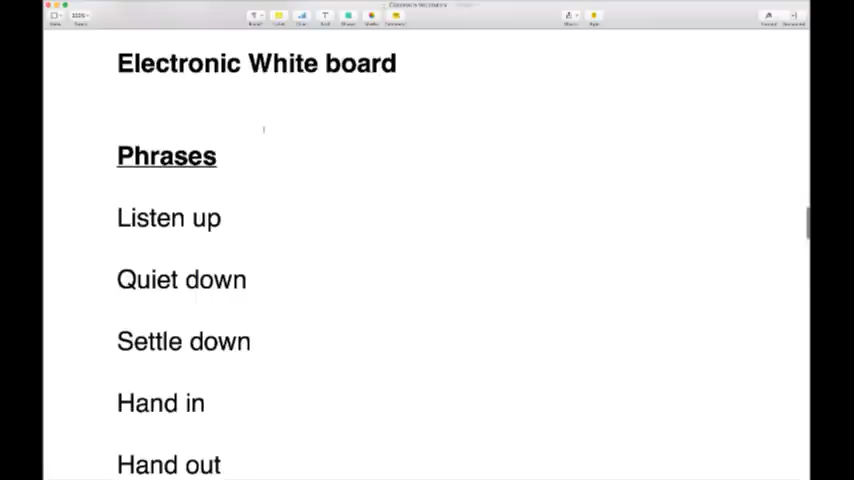 Electronic White board
Phrases
Listen up
Quiet down
Settle down
Hand in
Hand out